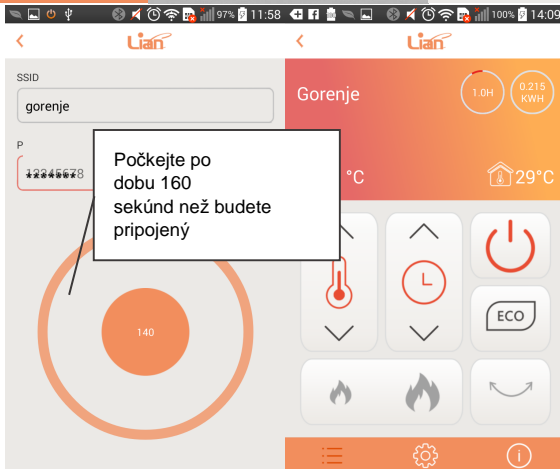 97% 11:58
Lian
SSID
gorenje
P
Počkejte po
dobu 160
sekúnd než budete
pripojený
140
100% 14:09
Lian
Gorenje
1.0H
0.215
KWH
°C
29°C
L
ECO
i